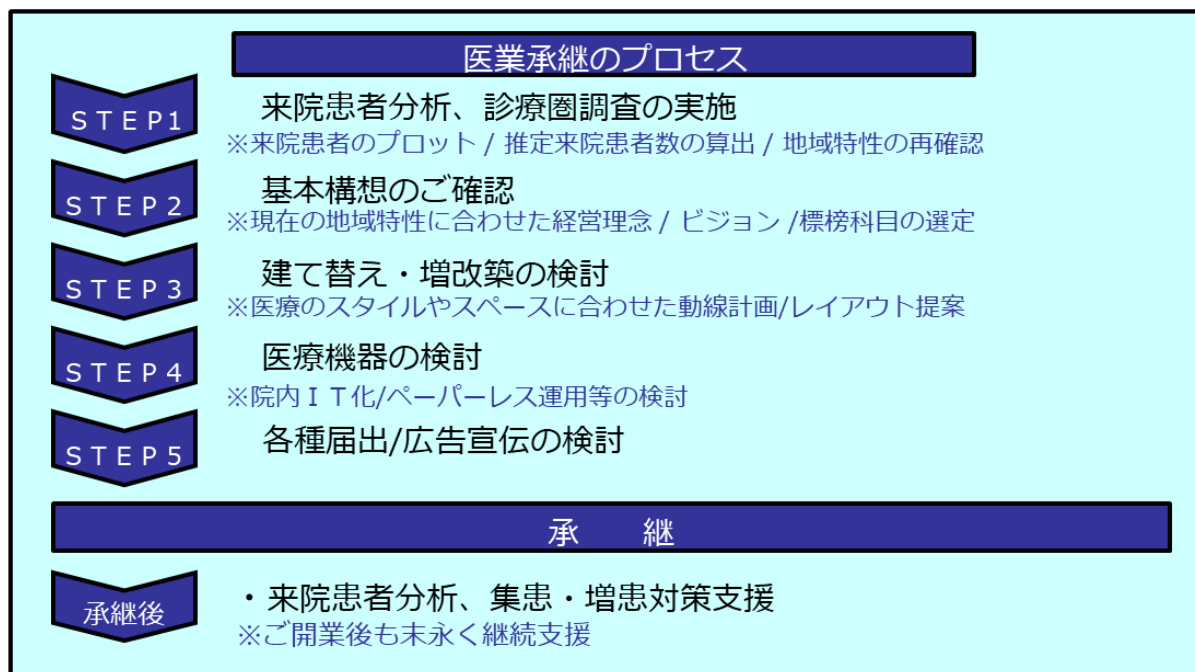 医業承継のプロセス
ＳＴＥＰ1
来院患者分析、診療圏調査の実施
※来院患者のプロット / 推定来院患者数の算出 / 地域特性の再確認
ＳＴＥＰ2
基本構想のご確認
※現在の地域特性に合わせた経営理念 / ビジョン /標榜科目の選定
ＳＴＥＰ3
建て替え・増改築の検討
※医療のスタイルやスペースに合わせた動線計画/レイアウト提案
ＳＴＥＰ4
医療機器の検討
※院内ＩＴ化/ペーパーレス運用等の検討
ＳＴＥＰ5
各種届出/広告宣伝の検討
承　　継
承継後
・来院患者分析、集患・増患対策支援
※ご開業後も末永く継続支援